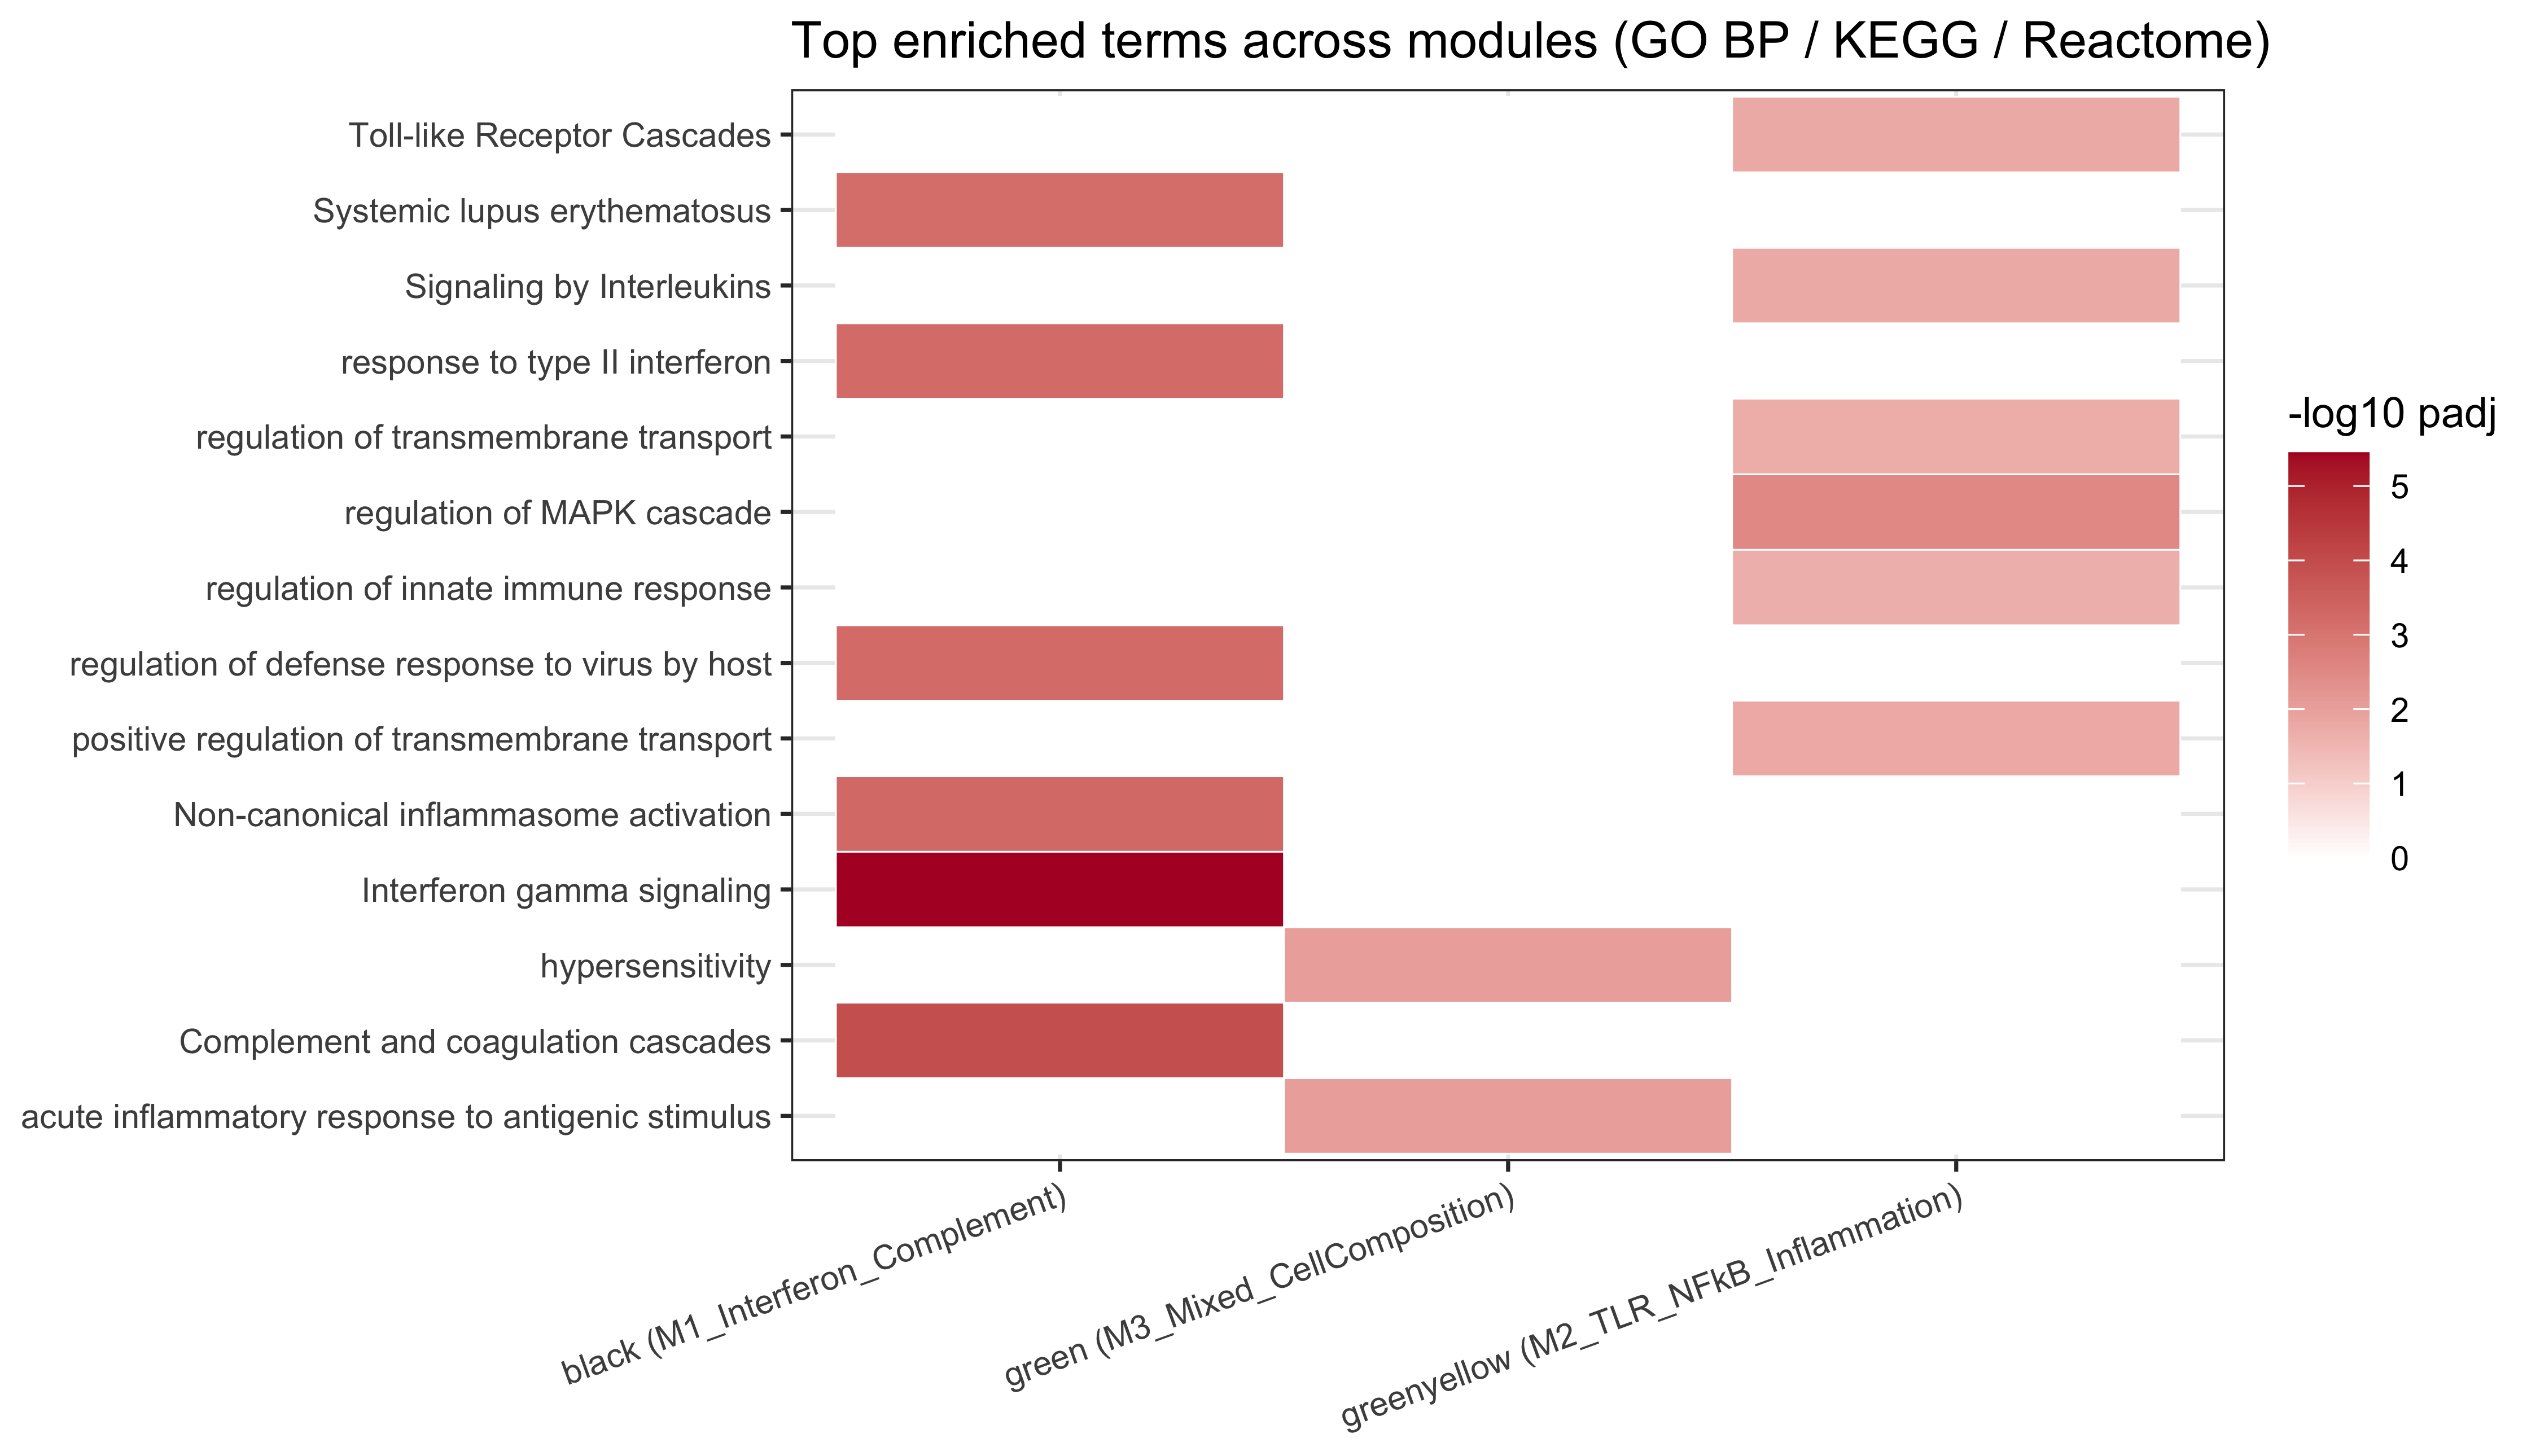 Top enriched terms across modules (GO BP / KEGG / Reactome)
Toll-like Receptor Cascades
Systemic lupus erythematosus
Signaling by Interleukins
response to type II interferon
regulation of transmembrane transport
regulation of MAPK cascade
regulation of innate immune response
regulation of defense response to virus by host
positive regulation of transmembrane transport
Non-canonical inflammasome activation
Interferon gamma signaling
hypersensitivity
Complement and coagulation cascades
acute inflammatory response to antigenic stimulus
black (M1_Interferon_Complement)
green (M3_Mixed_CellComposition)
greenyellow (M2_TLR_NFkB_Inflammation)
-log10 padj
5
4
3
2
1
0